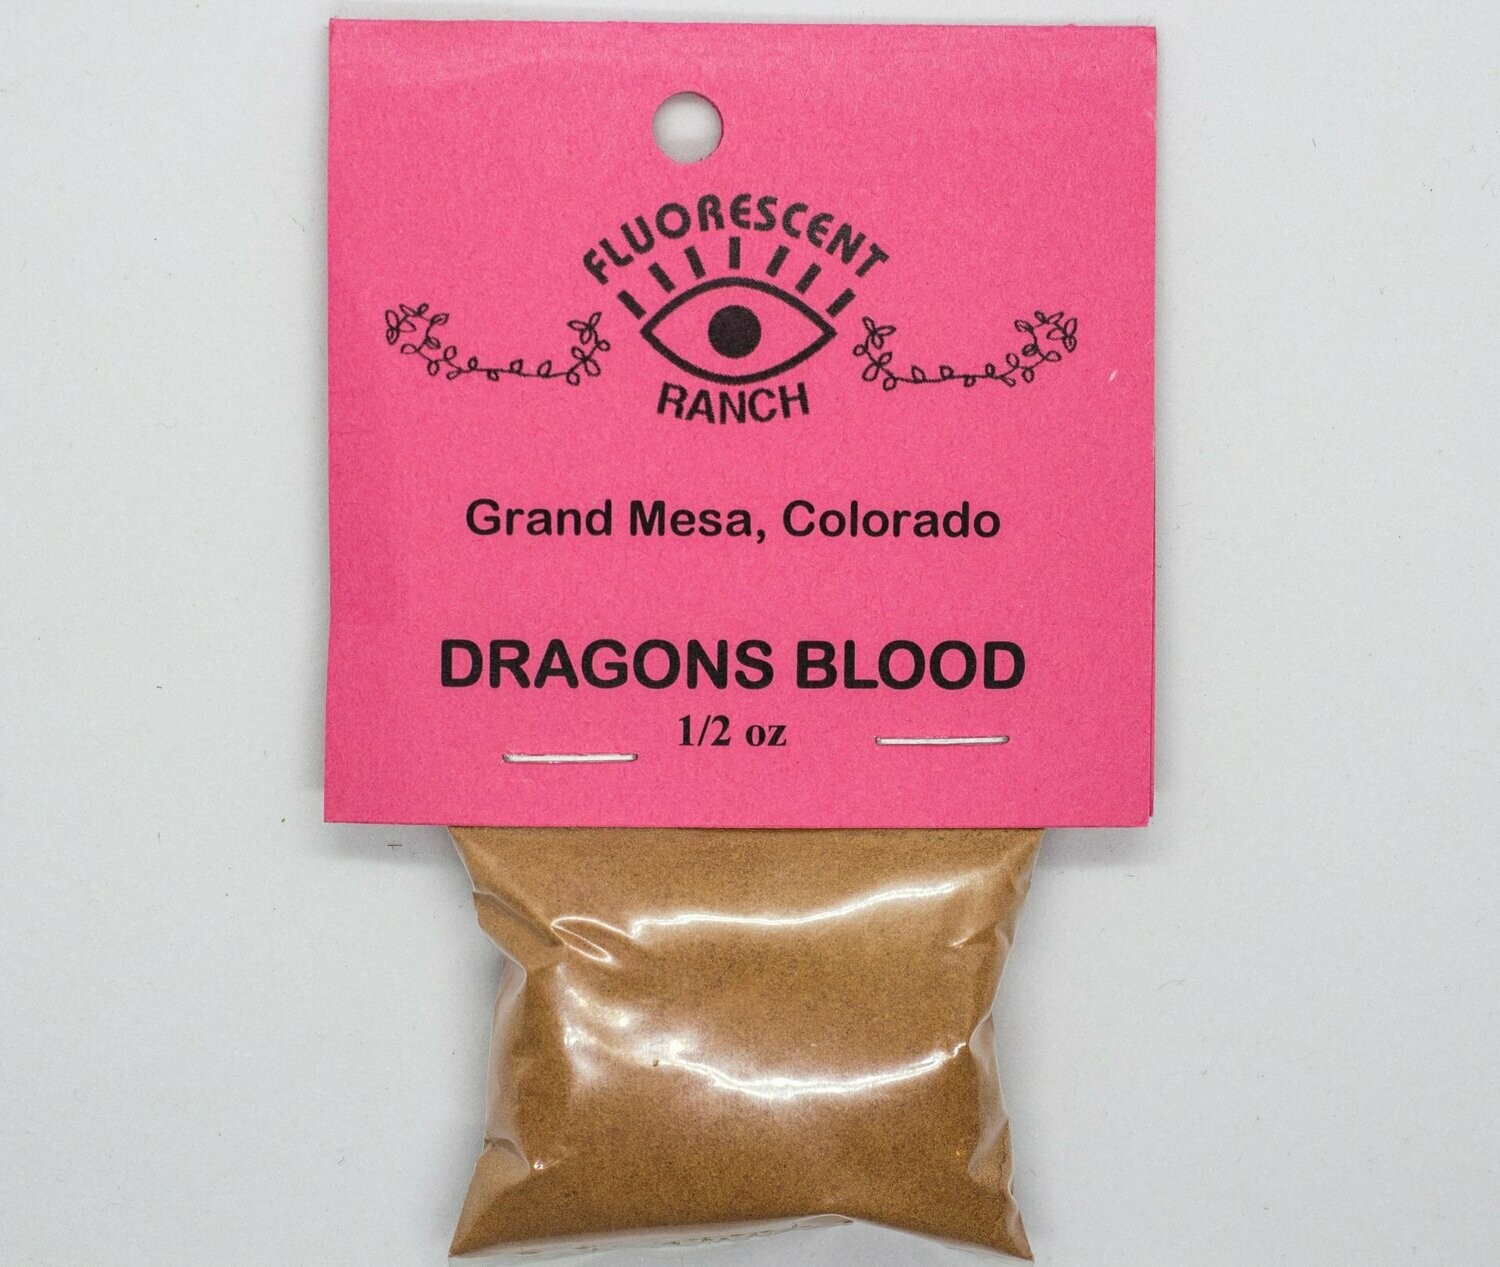 FLUORESCENT
RANCH
Grand Mesa, Colorado
DRAGONS BLOOD
1/2 oz